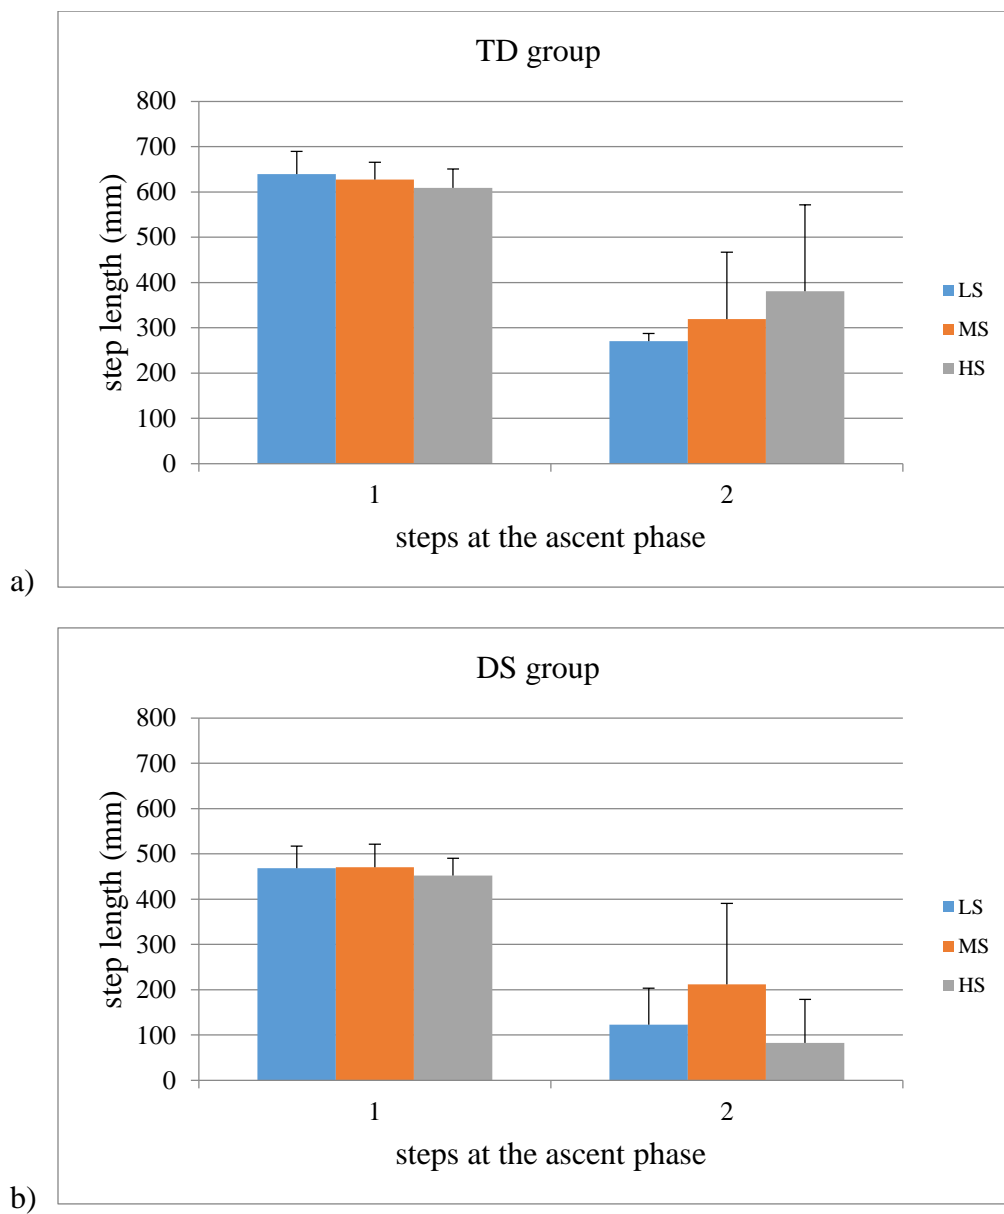 TD group
800
700
600
500
400
300
200
100
0
step length (mm)
1
2
steps at the ascent phase
LS
MS
HS
a)
DS group
800
700
600
500
400
300
200
100
0
step length (mm)
1
2
steps at the ascent phase
LS
MS
HS
b)